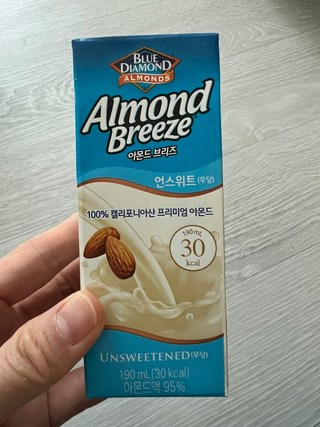 BLUE
DIAMOND
ALMONDS
Almond
Breeze
아몬드 브리즈
언스위트 (무당)
100% 캘리포니아산 프리미엄 아몬드
190 mL
30
kcal
UNSWEETENED (무당)
190 mL (30 kcal)
아몬드액 95%